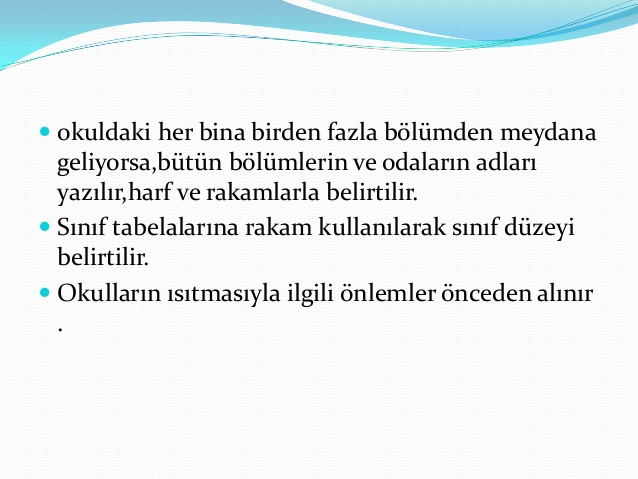 okuldaki her bina birden fazla bölümden meydana
geliyorsa,bütün bölümlerin ve odaların adları
yazılır,harf ve rakamlarla belirtilir.
Sınıf tabelalarına rakam kullanılarak sınıf düzeyi
belirtilir.
Okulların ısıtmasıyla ilgili önlemler önceden alınır
.